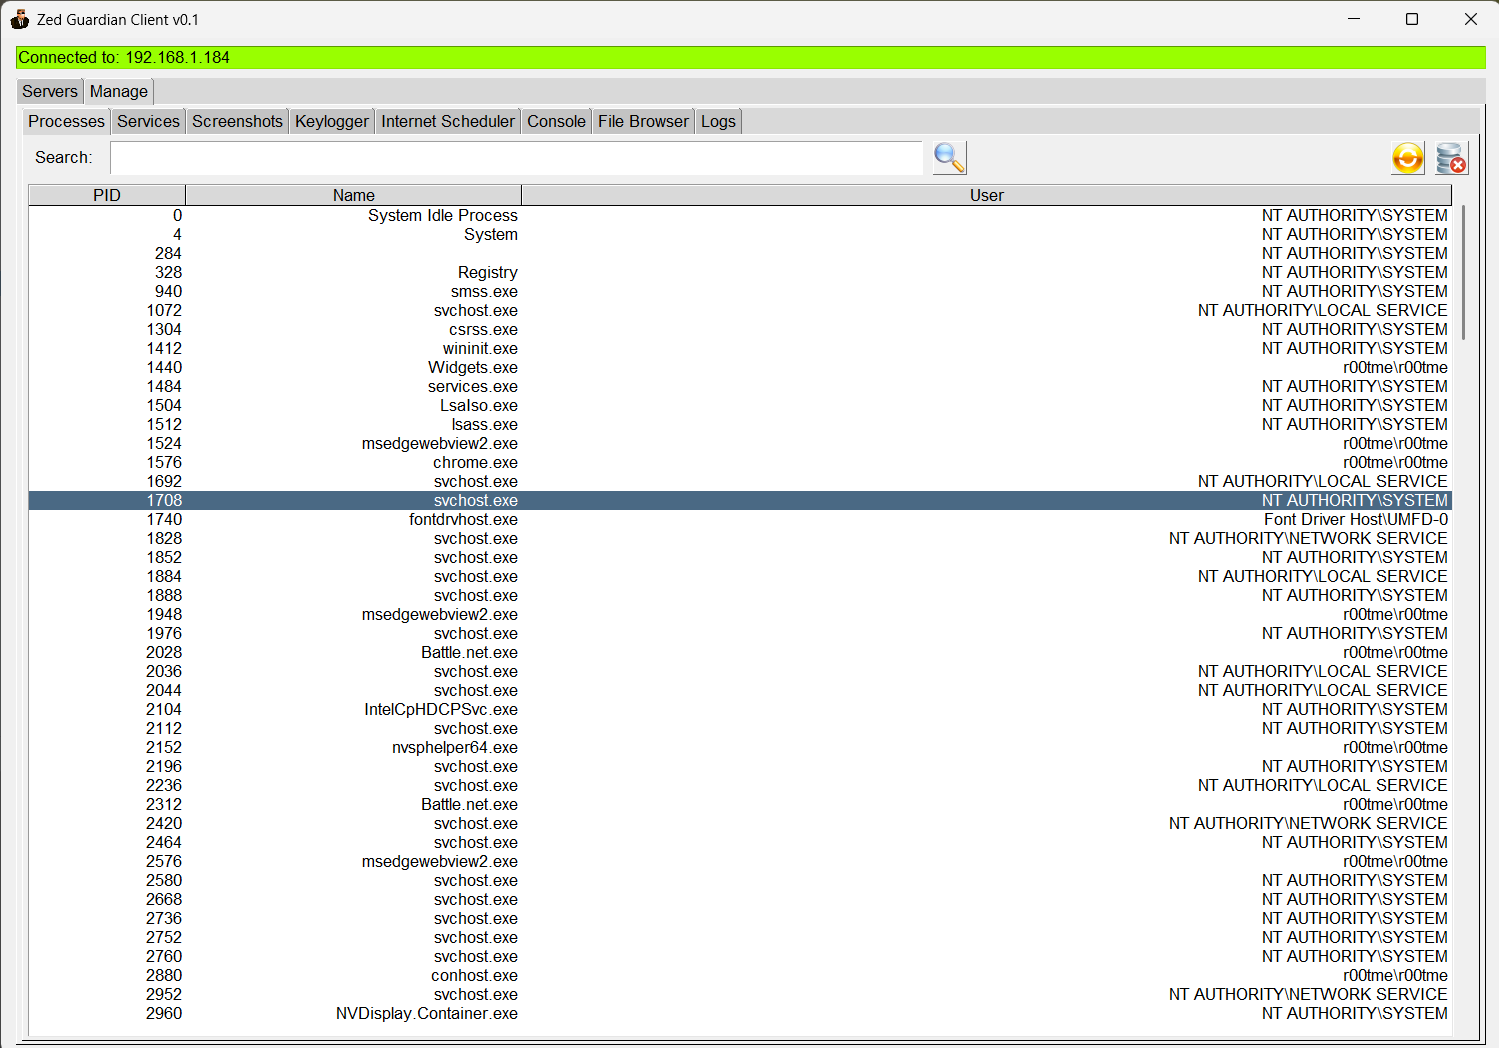 Zed Guardian Client v0.1
Connected to: 192.168.1.184
Servers Manage
Processes Services Screenshots Keylogger Internet Scheduler Console File Browser Logs
Search:
PID Name User
0 System Idle Process NT AUTHORITY\SYSTEM
4 System NT AUTHORITY\SYSTEM
284 NT AUTHORITY\SYSTEM
328 Registry NT AUTHORITY\SYSTEM
940 smss.exe NT AUTHORITY\SYSTEM
1072 svchost.exe NT AUTHORITY\LOCAL SERVICE
1304 csrss.exe NT AUTHORITY\SYSTEM
1412 wininit.exe NT AUTHORITY\SYSTEM
1440 Widgets.exe r00tme\r00tme
1484 services.exe NT AUTHORITY\SYSTEM
1504 LsaIso.exe NT AUTHORITY\SYSTEM
1512 lsass.exe NT AUTHORITY\SYSTEM
1524 msedgewebview2.exe r00tme\r00tme
1576 chrome.exe r00tme\r00tme
1692 svchost.exe NT AUTHORITY\LOCAL SERVICE
1708 svchost.exe NT AUTHORITY\SYSTEM
1740 fontdrvhost.exe Font Driver Host\UMFD-0
1828 svchost.exe NT AUTHORITY\NETWORK SERVICE
1852 svchost.exe NT AUTHORITY\SYSTEM
1884 svchost.exe NT AUTHORITY\LOCAL SERVICE
1888 svchost.exe NT AUTHORITY\SYSTEM
1948 msedgewebview2.exe r00tme\r00tme
1976 svchost.exe NT AUTHORITY\SYSTEM
2028 Battle.net.exe r00tme\r00tme
2036 svchost.exe NT AUTHORITY\LOCAL SERVICE
2044 svchost.exe NT AUTHORITY\LOCAL SERVICE
2104 IntelCpHDCPSvc.exe NT AUTHORITY\SYSTEM
2112 svchost.exe NT AUTHORITY\SYSTEM
2152 nvsphelper64.exe r00tme\r00tme
2196 svchost.exe NT AUTHORITY\SYSTEM
2236 svchost.exe NT AUTHORITY\LOCAL SERVICE
2312 Battle.net.exe r00tme\r00tme
2420 svchost.exe NT AUTHORITY\NETWORK SERVICE
2464 svchost.exe NT AUTHORITY\SYSTEM
2576 msedgewebview2.exe r00tme\r00tme
2580 svchost.exe NT AUTHORITY\SYSTEM
2668 svchost.exe NT AUTHORITY\SYSTEM
2736 svchost.exe NT AUTHORITY\SYSTEM
2752 svchost.exe NT AUTHORITY\SYSTEM
2760 svchost.exe NT AUTHORITY\SYSTEM
2880 conhost.exe r00tme\r00tme
2952 svchost.exe NT AUTHORITY\NETWORK SERVICE
2960 NVDisplay.Container.exe NT AUTHORITY\SYSTEM